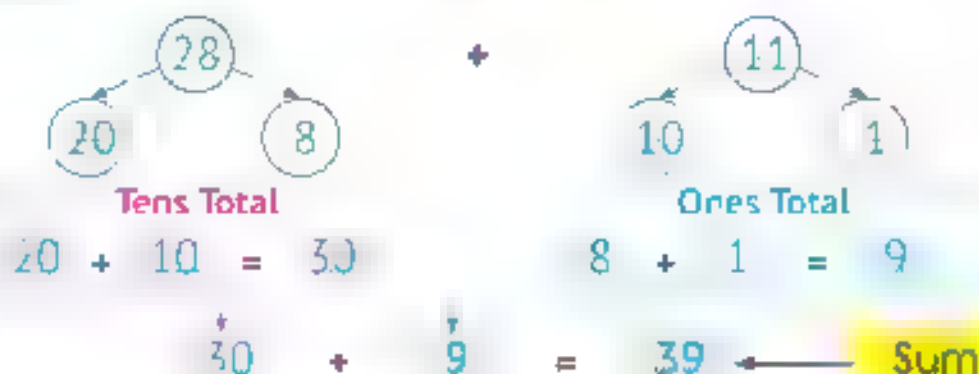 28 + 11
20 8 10 1
Tens Total Ones Total
20 + 10 = 30 8 + 1 = 9
30 + 9 = 39 Sum